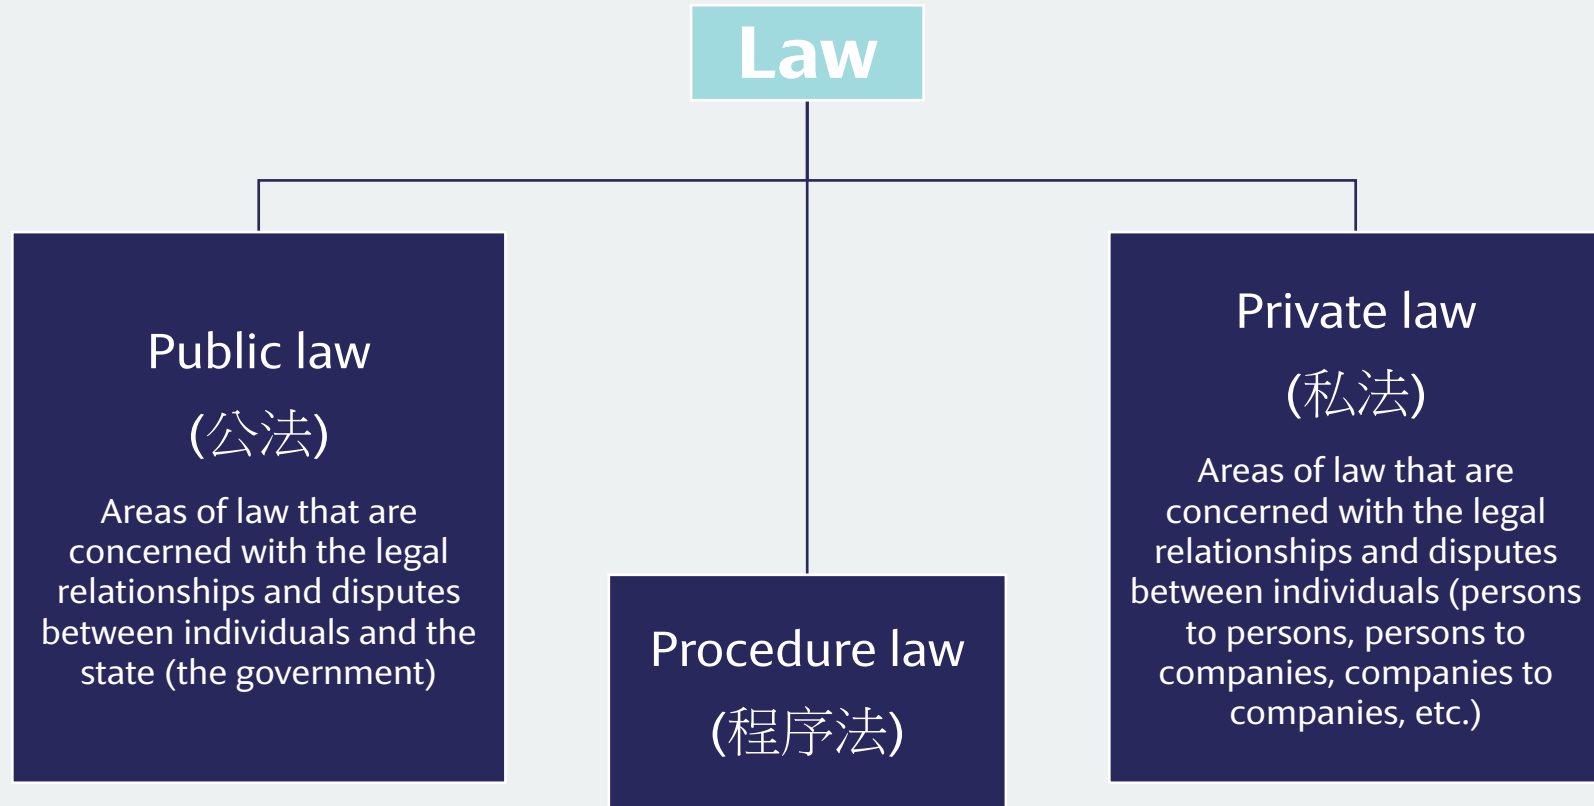 Law
Public law
(公法)
Areas of law that are
concerned with the legal
relationships and disputes
between individuals and the
state (the government)
Procedure law
(程序法)
Private law
(私法)
Areas of law that are
concerned with the legal
relationships and disputes
between individuals (persons
to persons, persons to
companies, companies to
companies, etc.)